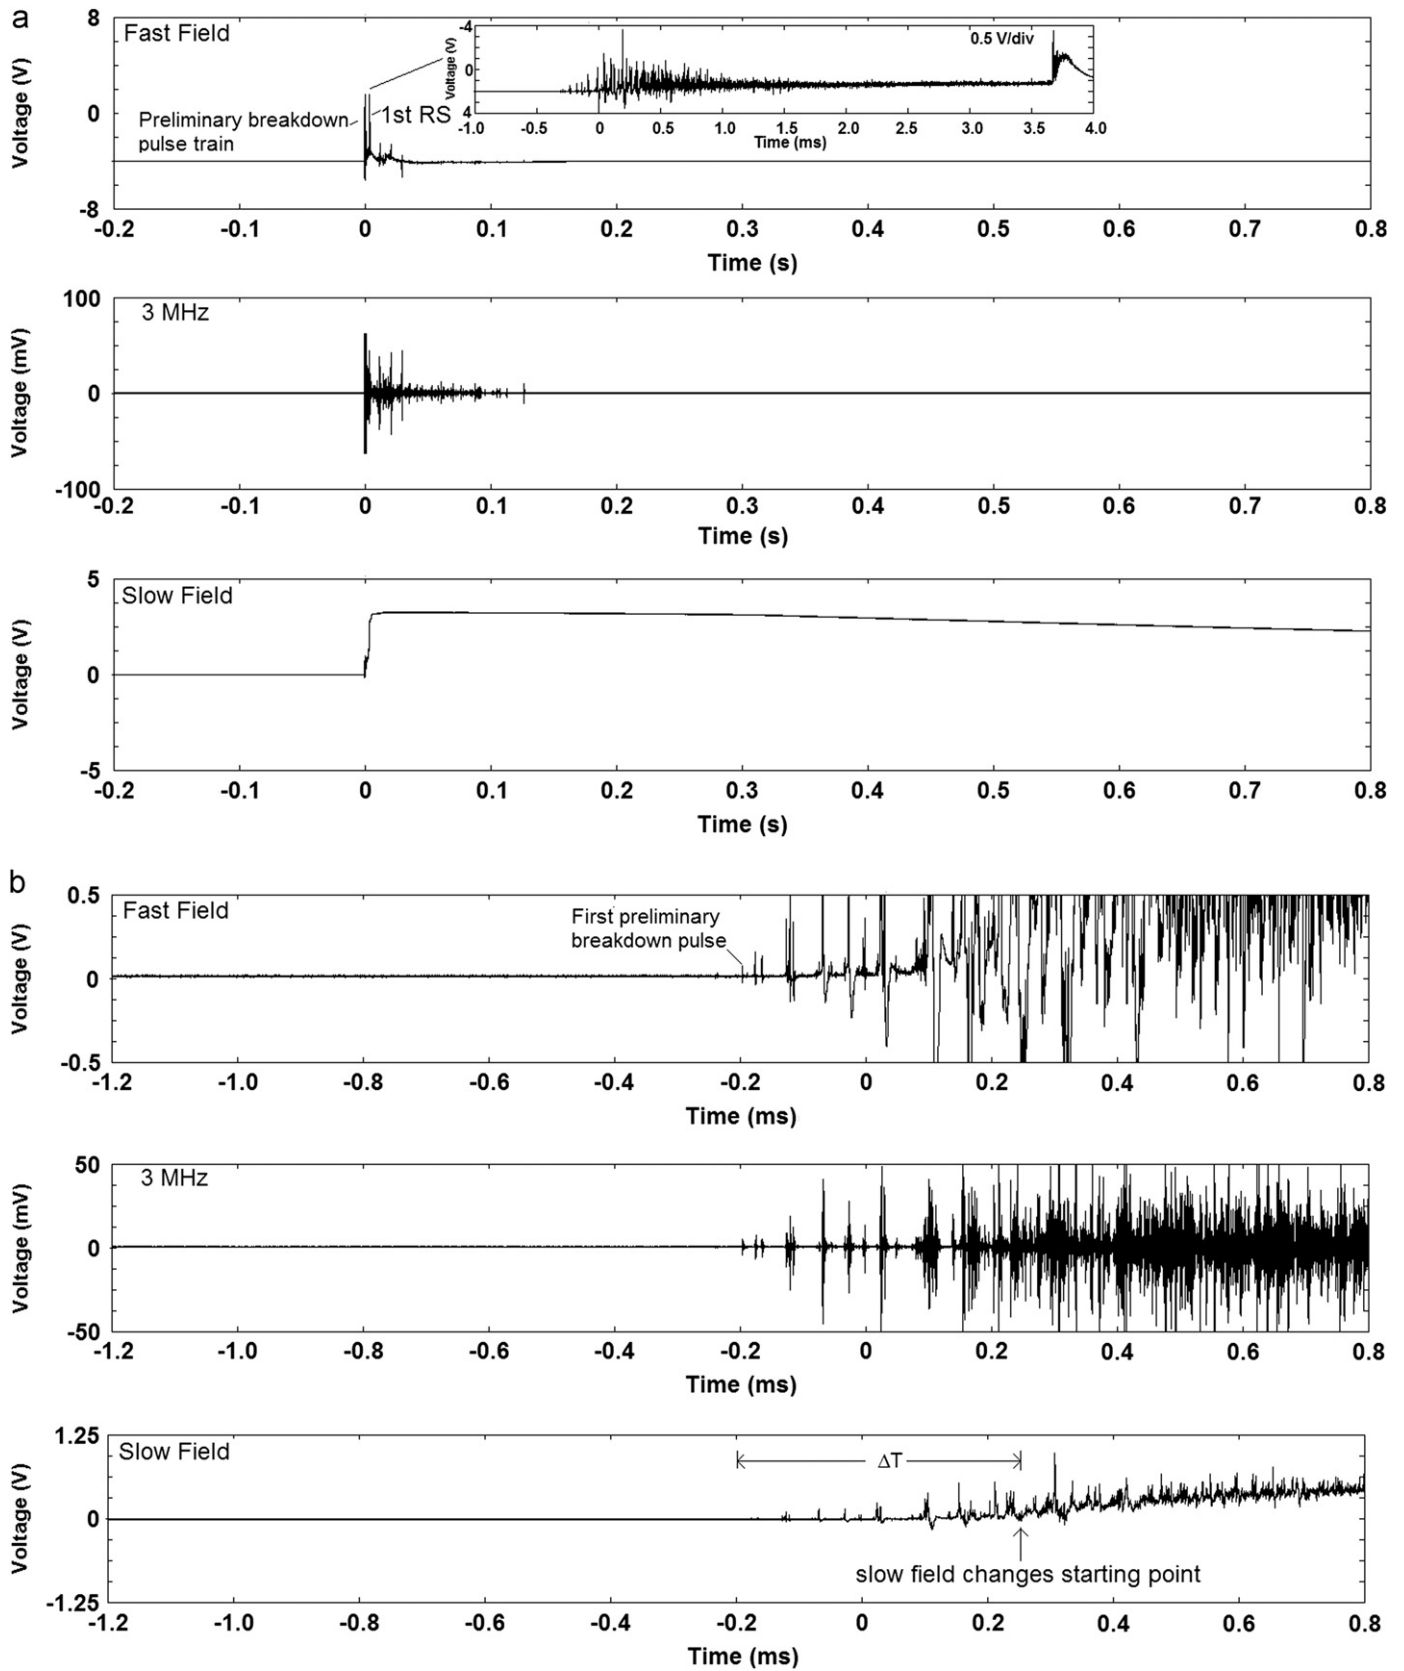 a
Fast Field
Preliminary breakdown
pulse train
1st RS
8
0
-8
Voltage (V)
-0.2 -0.1 0 0.1 0.2 0.3 0.4 0.5 0.6 0.7 0.8
Time (s)
0.5 V/div
-4
0
4
Voltage (V)
-1.0 -0.5 0 0.5 1.0 1.5 2.0 2.5 3.0 3.5 4.0
Time (ms)
3 MHz
100
0
-100
Voltage (mV)
-0.2 -0.1 0 0.1 0.2 0.3 0.4 0.5 0.6 0.7 0.8
Time (s)
Slow Field
5
0
-5
Voltage (V)
-0.2 -0.1 0 0.1 0.2 0.3 0.4 0.5 0.6 0.7 0.8
Time (s)
b
Fast Field
First preliminary
breakdown pulse
0.5
0
-0.5
Voltage (V)
-1.2 -1.0 -0.8 -0.6 -0.4 -0.2 0 0.2 0.4 0.6 0.8
Time (ms)
3 MHz
50
0
-50
Voltage (mV)
-1.2 -1.0 -0.8 -0.6 -0.4 -0.2 0 0.2 0.4 0.6 0.8
Time (ms)
Slow Field
ΔT
slow field changes starting point
1.25
0
-1.25
Voltage (V)
-1.2 -1.0 -0.8 -0.6 -0.4 -0.2 0 0.2 0.4 0.6 0.8
Time (ms)